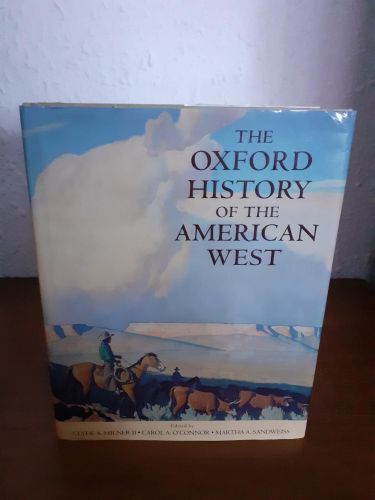 THE
OXFORD
HISTORY
OF THE
AMERICAN
WEST
Edited by
CLYDE A. MILNER II • CAROL A. O'CONNOR • MARTHA A. SANDWEISS